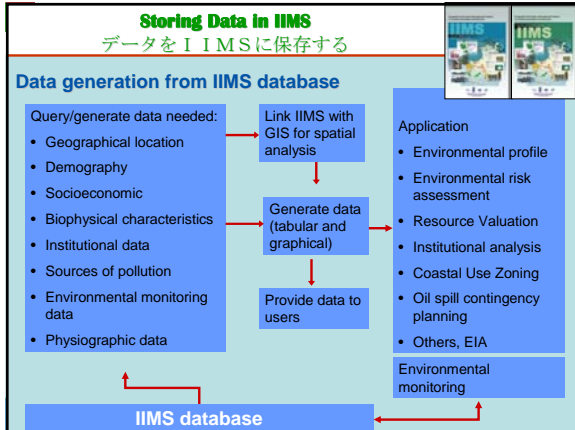 Storing Data in IIMS
データをＩＩＭＳに保存する
IIMS
IIMS
Data generation from IIMS database
Query/generate data needed:
• Geographical location
• Demography
• Socioeconomic
• Biophysical characteristics
• Institutional data
• Sources of pollution
• Environmental monitoring
data
• Physiographic data
Link IIMS with
GIS for spatial
analysis
Generate data
(tabular and
graphical)
Provide data to
users
Application
• Environmental profile
• Environmental risk
assessment
• Resource Valuation
• Institutional analysis
• Coastal Use Zoning
• Oil spill contingency
planning
• Others, EIA
Environmental
monitoring
IIMS database